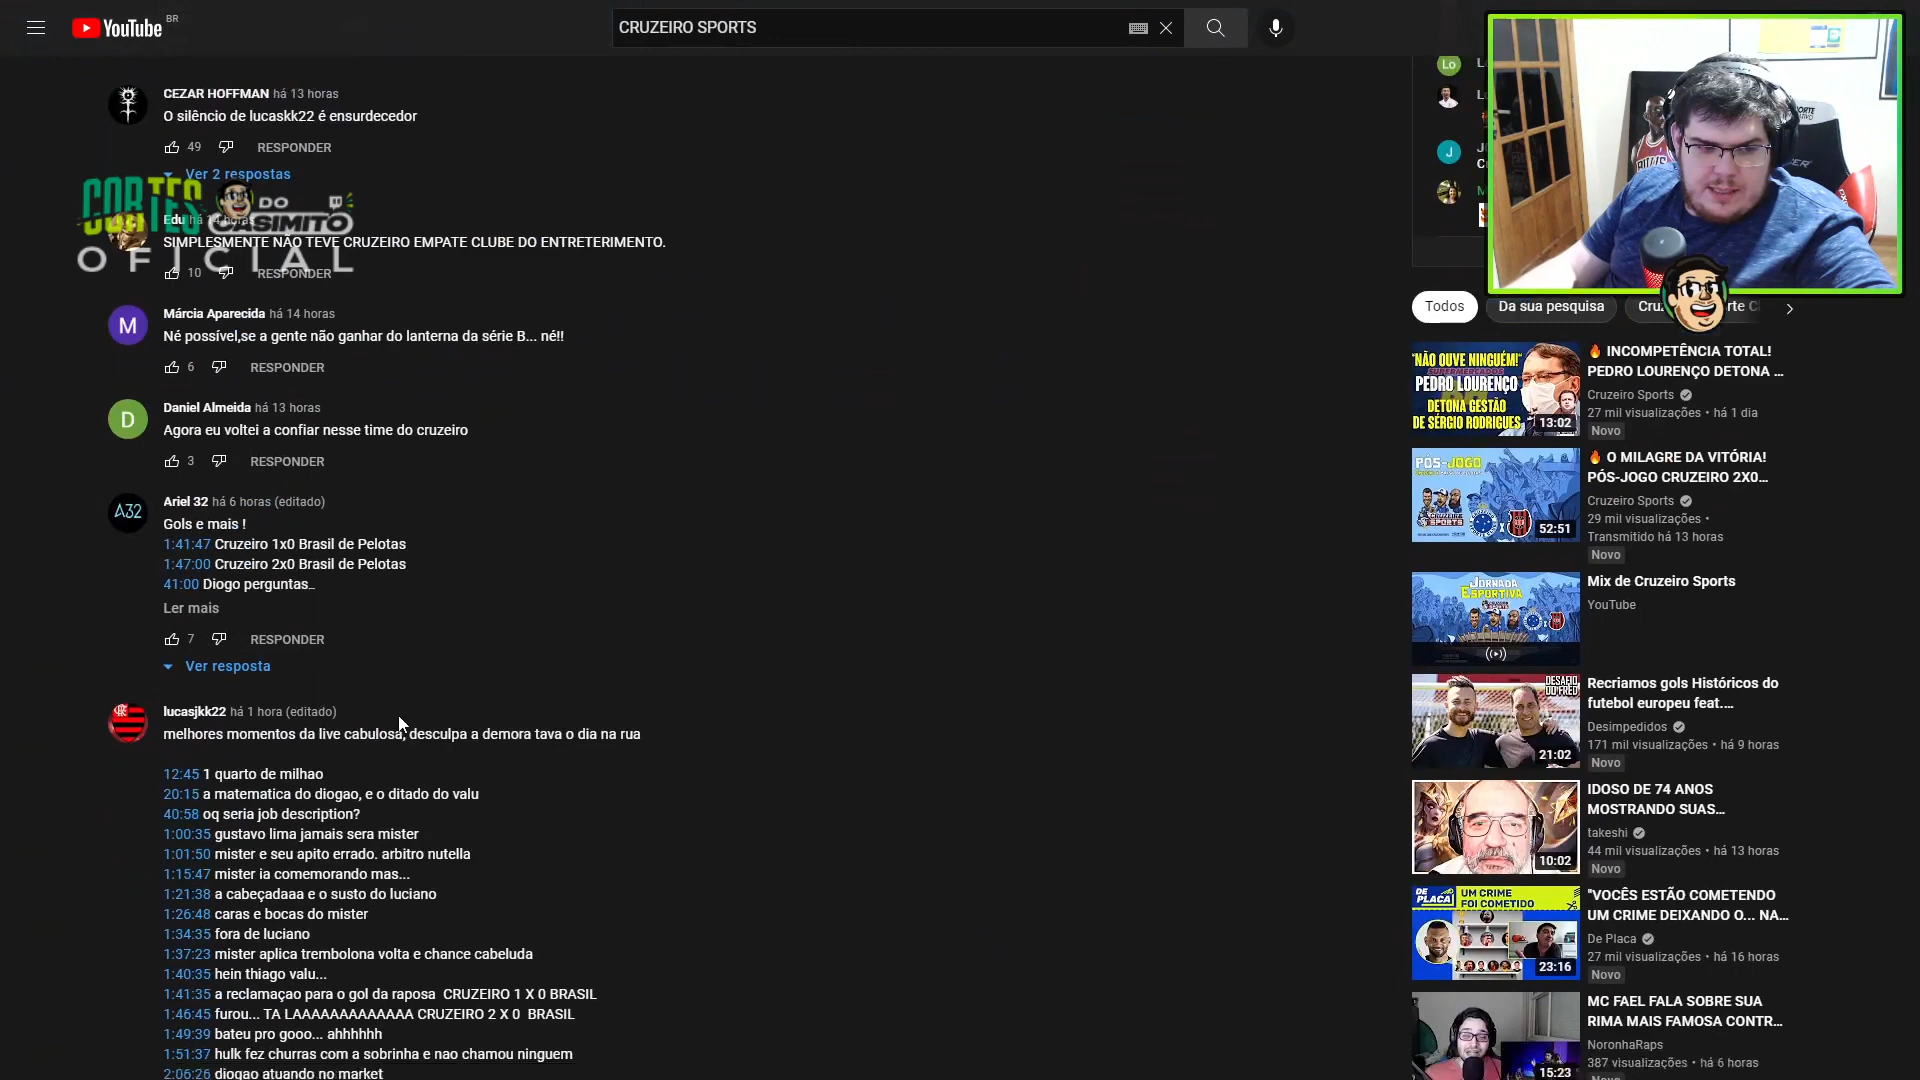 YouTube BR
CRUZEIRO SPORTS
CEZAR HOFFMAN há 13 horas
O silêncio de lucaskk22 é ensurdecedor
49 RESPONDER
Ver 2 respostas
CORTES DO CASIMITO
OFICIAL
Edu há 14 horas
SIMPLESMENTE NÃO TEVE CRUZEIRO EMPATE CLUBE DO ENTRETERIMENTO.
10 RESPONDER
Márcia Aparecida há 14 horas
Né possível,se a gente não ganhar do lanterna da série B... né!!
6 RESPONDER
Daniel Almeida há 13 horas
Agora eu voltei a confiar nesse time do cruzeiro
3 RESPONDER
Ariel 32 há 6 horas (editado)
Gols e mais !
1:41:47 Cruzeiro 1x0 Brasil de Pelotas
1:47:00 Cruzeiro 2x0 Brasil de Pelotas
41:00 Diogo perguntas...
Ler mais
7 RESPONDER
Ver resposta
lucasjkk22 há 1 hora (editado)
melhores momentos da live cabulosa, desculpa a demora tava o dia na rua
12:45 1 quarto de milhao
20:15 a matematica do diogao, e o ditado do valu
40:58 oq seria job description?
1:00:35 gustavo lima jamais sera mister
1:01:50 mister e seu apito errado. arbitro nutella
1:15:47 mister ia comemorando mas...
1:21:38 a cabeçadaaa e o susto do luciano
1:26:48 caras e bocas do mister
1:34:35 fora de luciano
1:37:23 mister aplica trembolona volta e chance cabeluda
1:40:35 hein thiago valu...
1:41:35 a reclamaçao para o gol da raposa CRUZEIRO 1 X 0 BRASIL
1:46:45 furou... TA LAAAAAAAAAAAAA CRUZEIRO 2 X 0 BRASIL
1:49:39 bateu pro gooo... ahhhhhh
1:51:37 hulk fez churras com a sobrinha e nao chamou ninguem
2:06:26 diogao atuando no market
Lo
J
Todos
Da sua pesquisa
"NÃO OUVE NINGUÉM!"
SUPERMERCADOS
PEDRO LOURENÇO
DETONA GESTÃO
DE SÉRGIO RODRIGUES
13:02
🔥 INCOMPETÊNCIA TOTAL!
PEDRO LOURENÇO DETONA ...
Cruzeiro Sports
27 mil visualizações • há 1 dia
Novo
PÓS-JOGO
52:51
🔥 O MILAGRE DA VITÓRIA!
PÓS-JOGO CRUZEIRO 2X0...
Cruzeiro Sports
29 mil visualizações •
Transmitido há 13 horas
Novo
JORNADA
ESPORTIVA
Mix de Cruzeiro Sports
YouTube
DESAFIO
DO FRED
21:02
Recriamos gols Históricos do
futebol europeu feat....
Desimpedidos
171 mil visualizações • há 9 horas
Novo
10:02
IDOSO DE 74 ANOS
MOSTRANDO SUAS...
takeshi
44 mil visualizações • há 13 horas
Novo
DE PLACA
UM CRIME
FOI COMETIDO
23:16
"VOCÊS ESTÃO COMETENDO
UM CRIME DEIXANDO O... NA...
De Placa
27 mil visualizações • há 16 horas
Novo
15:23
MC FAEL FALA SOBRE SUA
RIMA MAIS FAMOSA CONTR...
NoronhaRaps
387 visualizações • há 6 horas